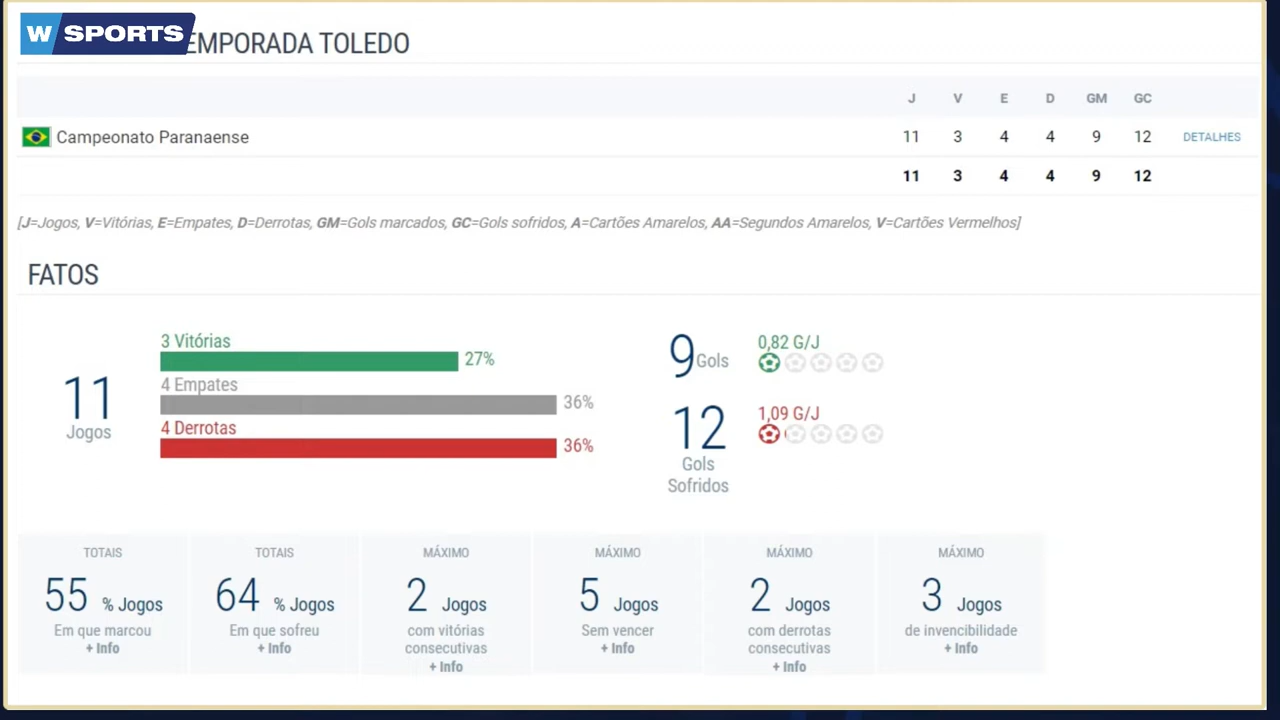 W SPORTS
EMPORADA TOLEDO
J V E D GM GC
Campeonato Paranaense 11 3 4 4 9 12 DETALHES
11 3 4 4 9 12
[J=Jogos, V=Vitórias, E=Empates, D=Derrotas, GM=Gols marcados, GC=Gols sofridos, A=Cartões Amarelos, AA=Segundos Amarelos, V=Cartões Vermelhos]
FATOS
11
Jogos
3 Vitórias
27%
4 Empates
36%
4 Derrotas
36%
9 Gols
0,82 G/J
12
Gols
Sofridos
1,09 G/J
TOTAIS
55 % Jogos
Em que marcou
+ Info
TOTAIS
64 % Jogos
Em que sofreu
+ Info
MÁXIMO
2 Jogos
com vitórias
consecutivas
+ Info
MÁXIMO
5 Jogos
Sem vencer
+ Info
MÁXIMO
2 Jogos
com derrotas
consecutivas
+ Info
MÁXIMO
3 Jogos
de invencibilidade
+ Info